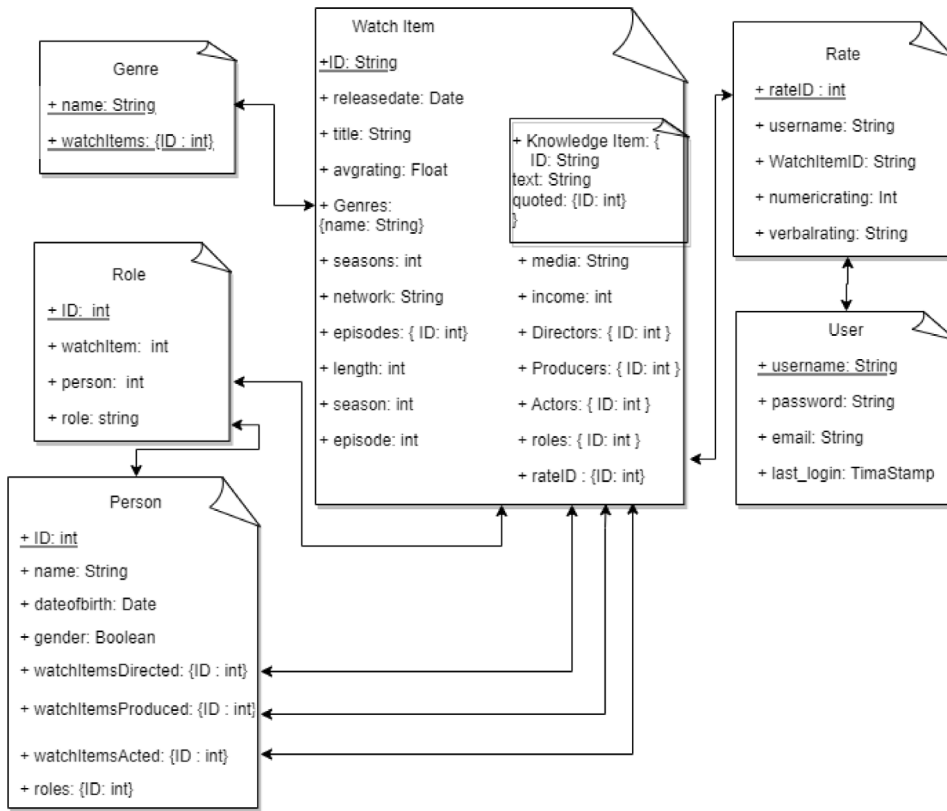 Genre
+ name: String
+ watchItems: {ID : int}
Role
+ ID:  int
+ watchItem:  int
+ person:  int
+ role: string
Person
+ ID: int
+ name: String
+ dateofbirth: Date
+ gender: Boolean
+ watchItemsDirected: {ID : int}
+ watchItemsProduced: {ID : int}
+ watchItemsActed: {ID : int}
+ roles: {ID: int}
Watch Item
+ID: String
+ releasedate: Date
+ title: String
+ avgrating: Float
+ Genres:
{name: String}
+ seasons: int
+ network: String
+ episodes: { ID: int}
+ length: int
+ season: int
+ episode: int
+ Knowledge Item: {
ID: String
text: String
quoted: {ID: int}
}
+ media: String
+ income: int
+ Directors: { ID: int }
+ Producers: { ID: int }
+ Actors: { ID: int }
+ roles: { ID: int }
+ rateID : {ID: int}
Rate
+ rateID : int
+ username: String
+ WatchItemID: String
+ numericrating: Int
+ verbalrating: String
User
+ username: String
+ password: String
+ email: String
+ last_login: TimaStamp